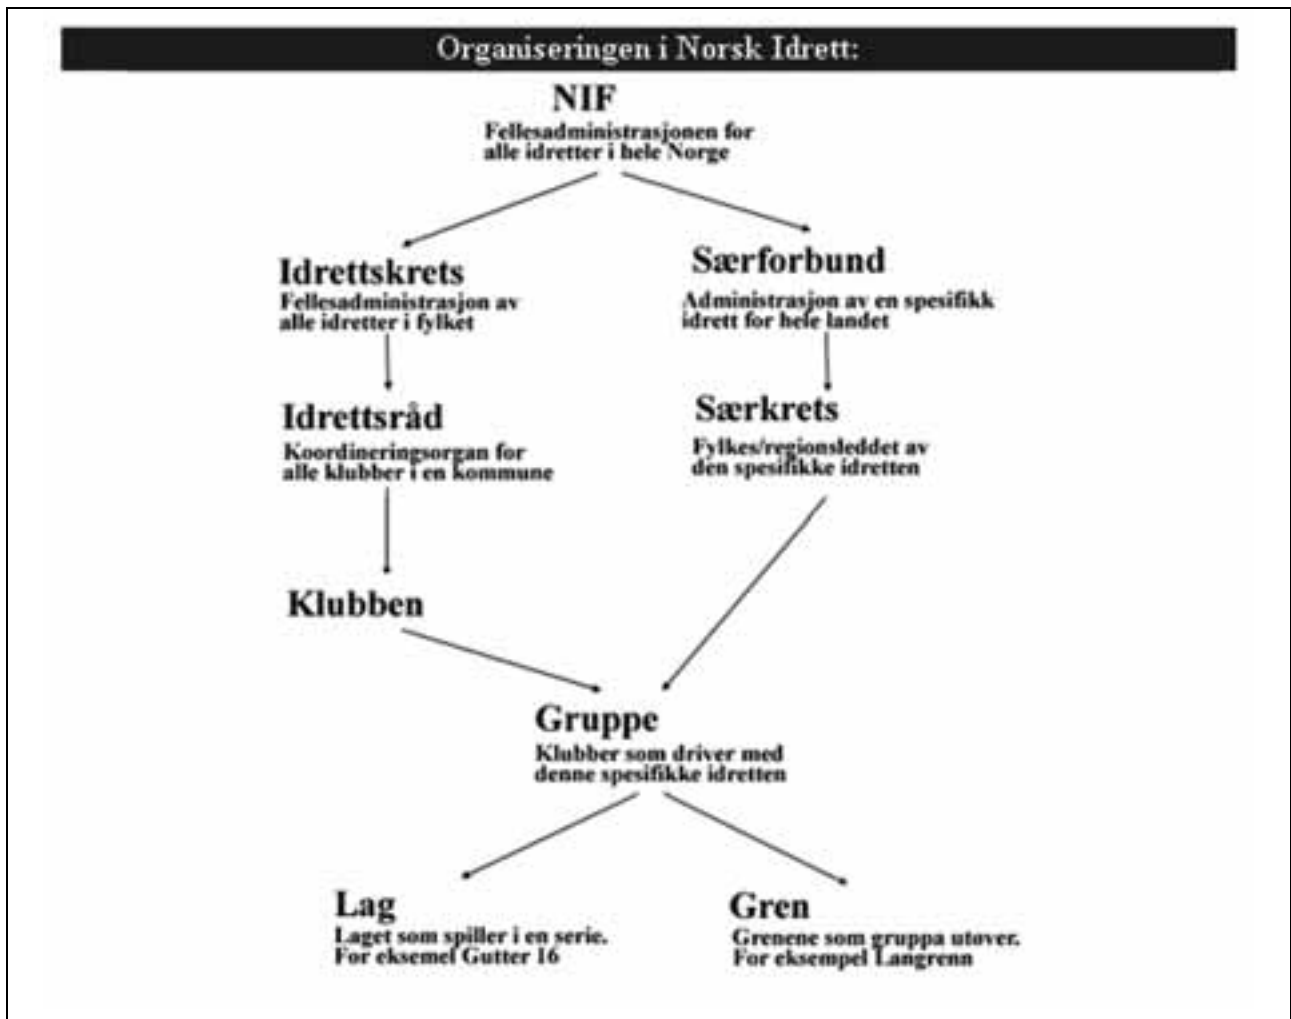 Organiseringen i Norsk Idrett:
NIF
Fellesadministrasjonen for
alle idretter i hele Norge
Idrettskrets
Fellesadministrasjon av
alle idretter i fylket
Særforbund
Administrasjon av en spesifikk
idrett for hele landet
Idrettsråd
Koordineringsorgan for
alle klubber i en kommune
Særkrets
Fylkes/regionsleddet av
den spesifikke idretten
Klubben
Gruppe
Klubber som driver med
denne spesifikke idretten
Lag
Laget som spiller i en serie.
For eksemel Gutter 16
Gren
Grenene som gruppa utøver.
For eksempel Langrenn